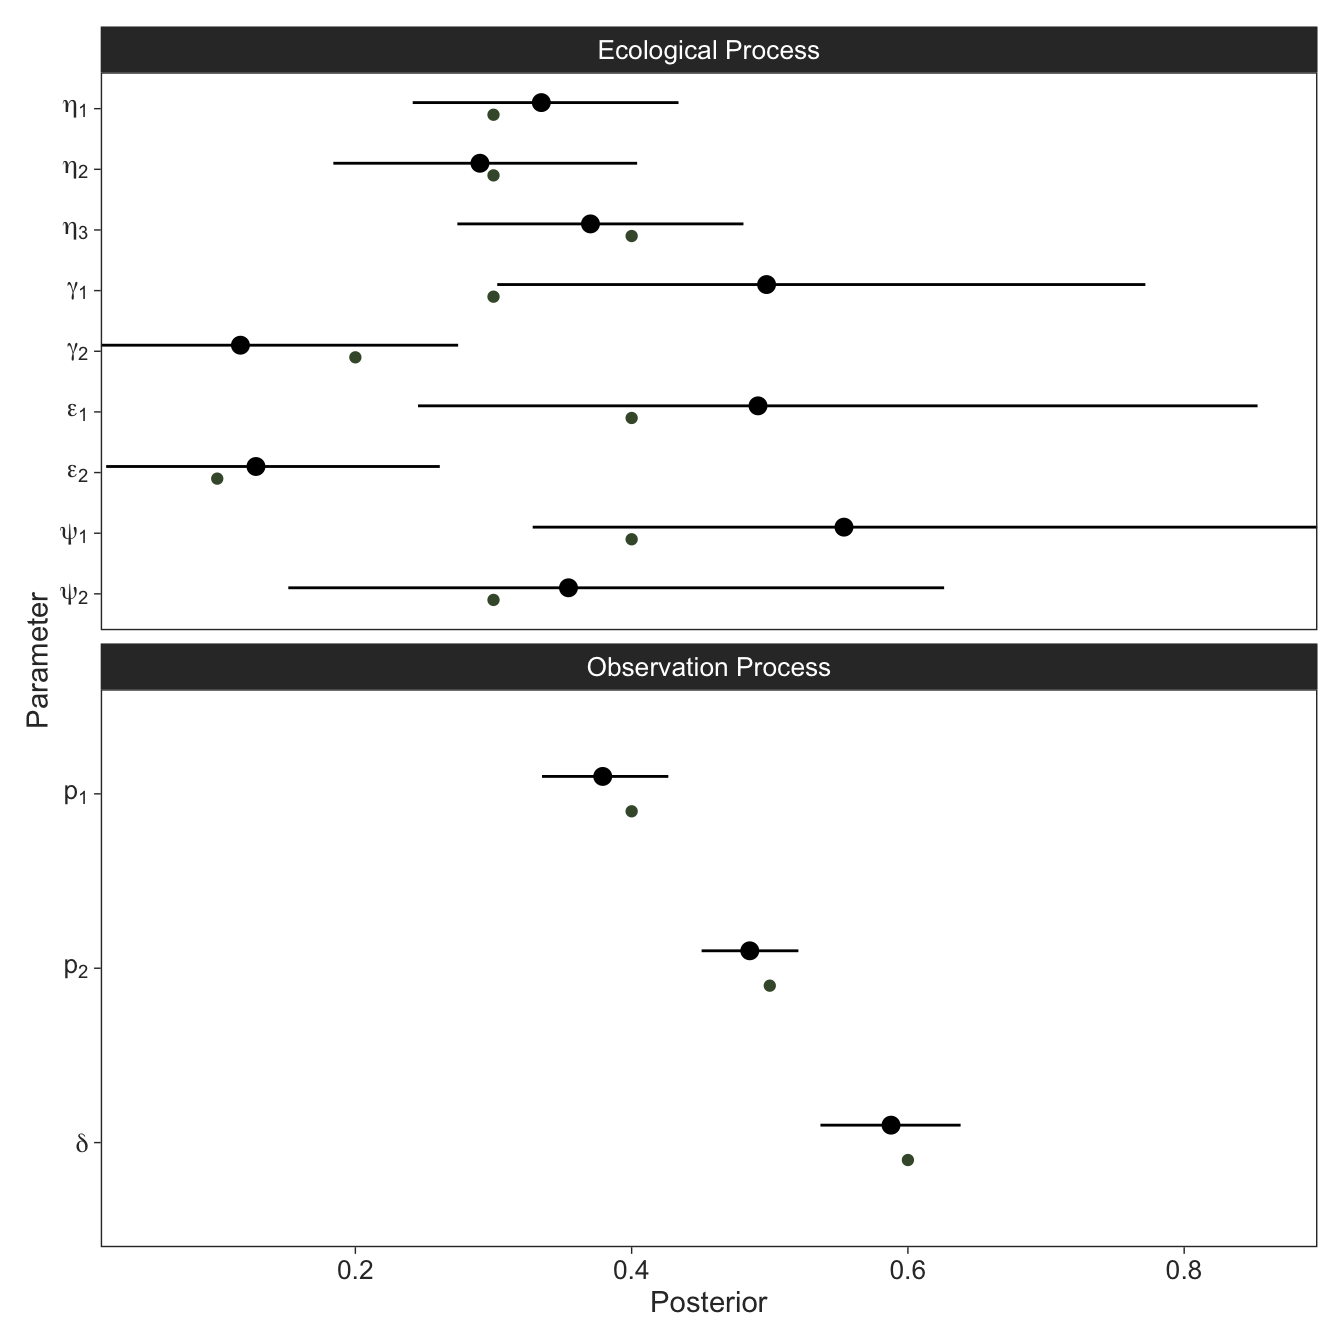 Ecological Process
η1
η2
η3
γ1
γ2
ε1
ε2
ψ1
ψ2
Parameter
Observation Process
p1
p2
δ
0.2 0.4 0.6 0.8
Posterior